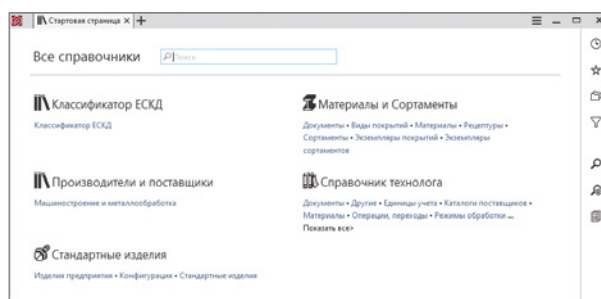 Стартовая страница
Все справочники
Поиск
Классификатор ЕСКД
Классификатор ЕСКД
Материалы и Сортаменты
Документы • Виды покрытий • Материалы • Рецептуры •
Сортаменты • Экземпляры покрытий • Экземпляры
сортаментов
Производители и поставщики
Машиностроение и металлообработка
Справочник технолога
Документы • Другие • Единицы учета • Каталоги поставщиков •
Материалы • Операции, переходы • Режимы обработки ...
Показать все>
Стандартные изделия
Изделия предприятия • Конфигурация • Стандартные изделия